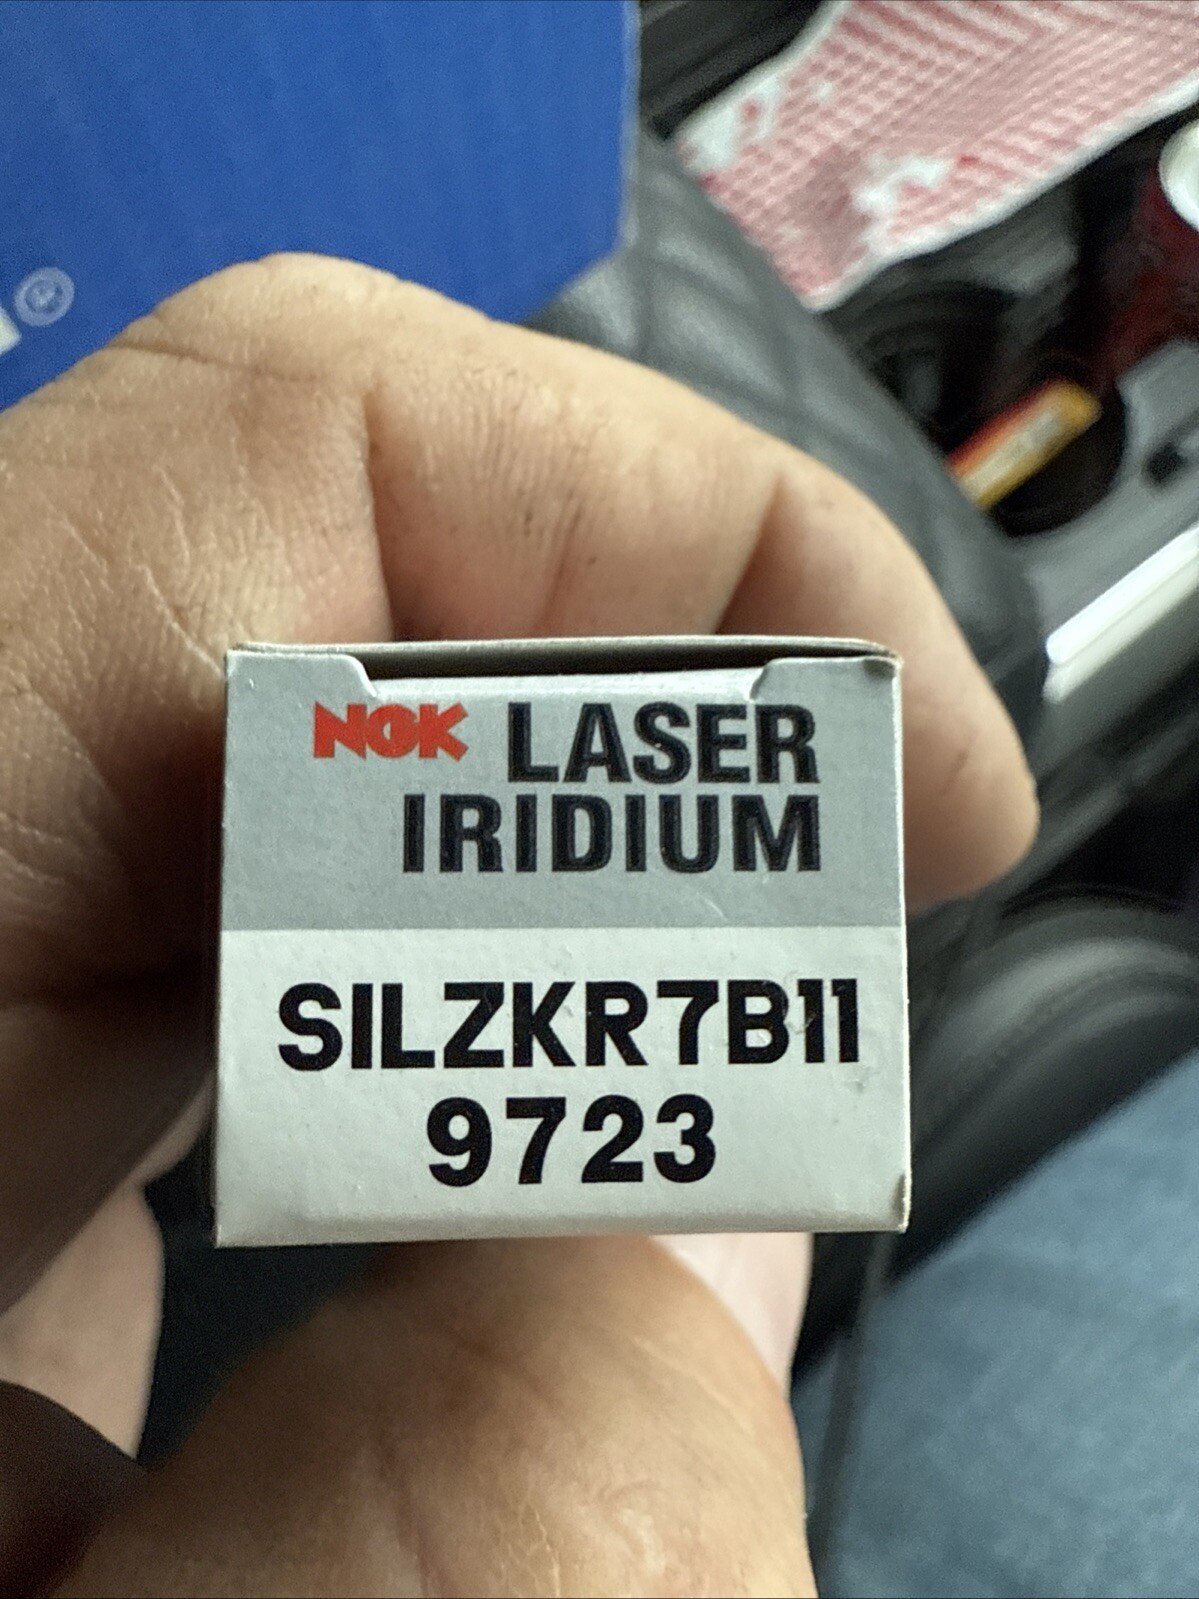 ®
NGK LASER
IRIDIUM
SILZKR7B11
9723